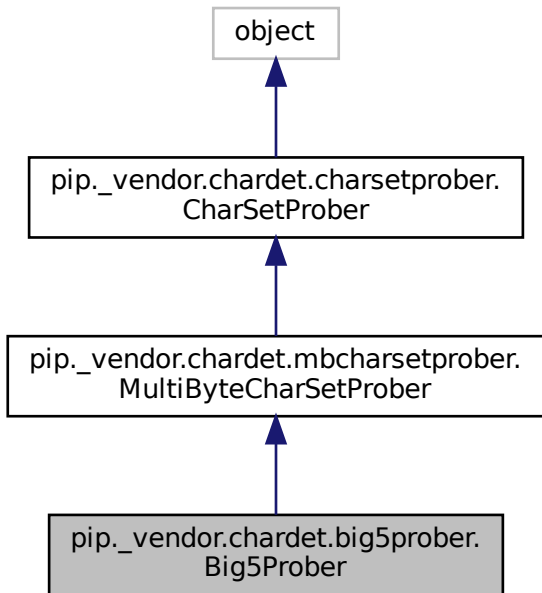 object
pip._vendor.chardet.charsetprober.
CharSetProber
pip._vendor.chardet.mbcharsetprober.
MultiByteCharSetProber
pip._vendor.chardet.big5prober.
Big5Prober